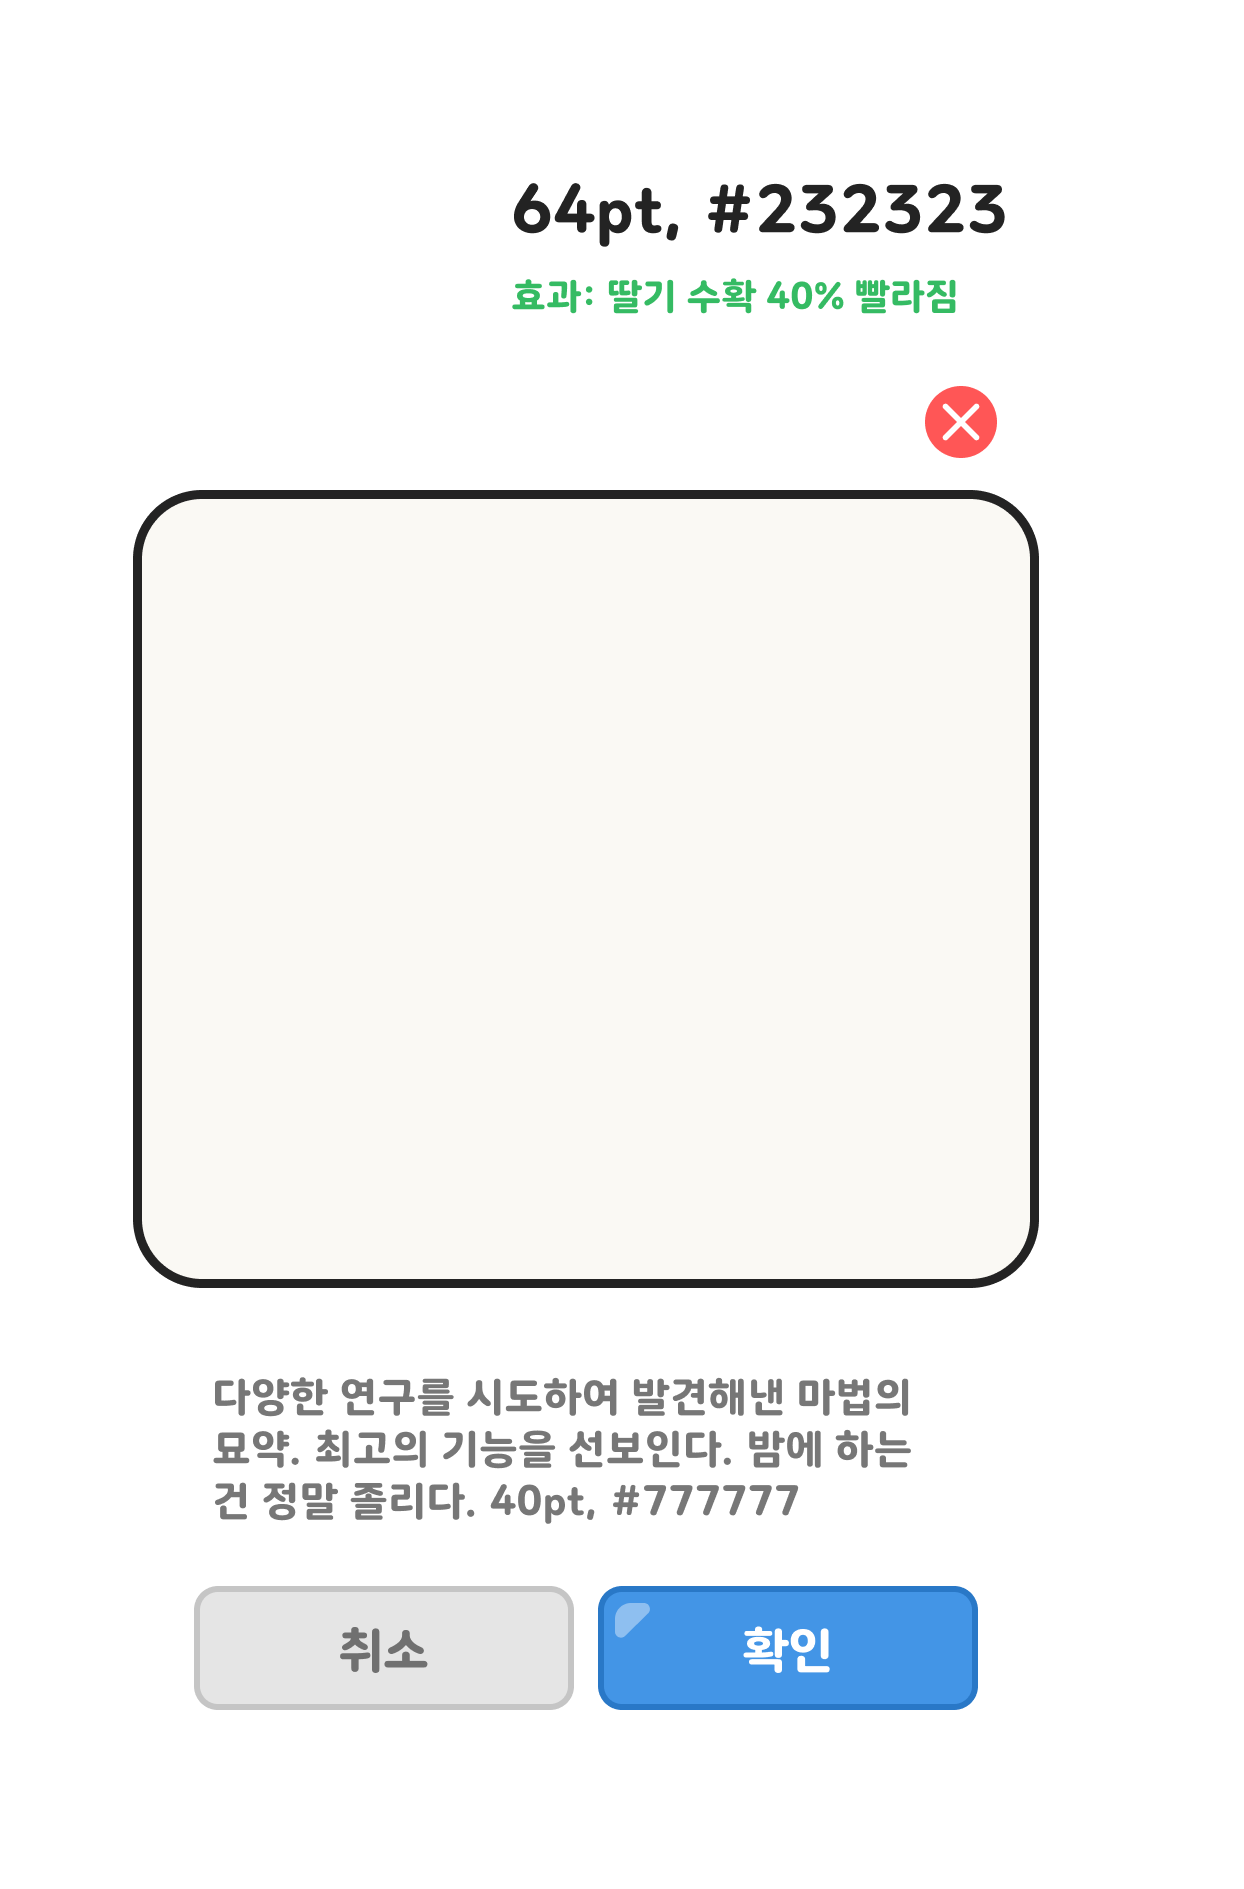 64pt, #232323
효과: 딸기 수확 40% 빨라짐
다양한 연구를 시도하여 발견해낸 마법의
묘약. 최고의 기능을 선보인다. 밤에 하는
건 정말 졸리다. 40pt, #777777
취소
확인